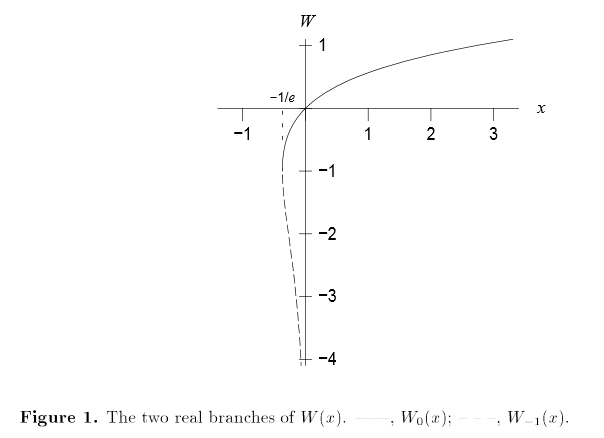 W
1
−1/e
x
−1
1
2
3
−1
−2
−3
−4
Figure 1. The two real branches of W(x). ——, W₀(x); – – –, W₋₁(x).